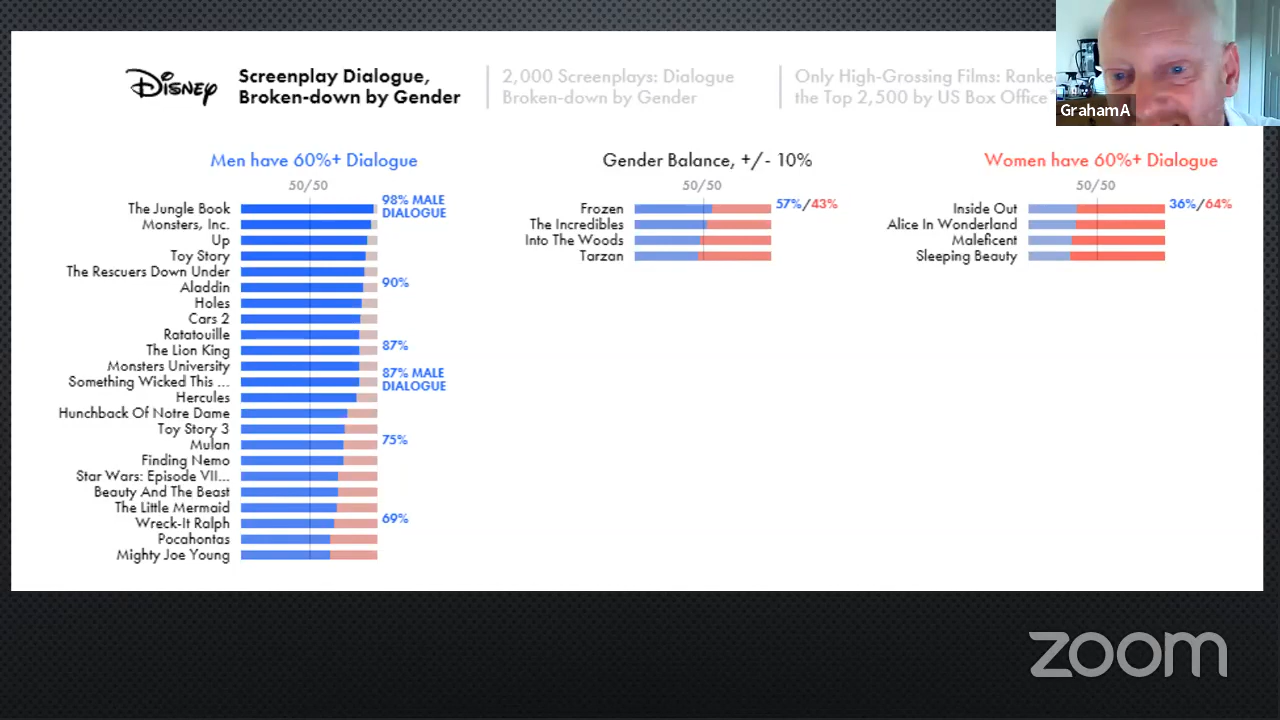 Disney
Screenplay Dialogue,
Broken-down by Gender
2,000 Screenplays: Dialogue
Broken-down by Gender
Only High-Grossing Films: Ranked
the Top 2,500 by US Box Office
GrahamA
Men have 60%+ Dialogue
50/50
The Jungle Book
98% MALE
DIALOGUE
Monsters, Inc.
Up
Toy Story
The Rescuers Down Under
Aladdin 90%
Holes
Cars 2
Ratatouille
The Lion King 87%
Monsters University
Something Wicked This ...
87% MALE
DIALOGUE
Hercules
Hunchback Of Notre Dame
Toy Story 3
Mulan 75%
Finding Nemo
Star Wars: Episode VII...
Beauty And The Beast
The Little Mermaid
Wreck-It Ralph 69%
Pocahontas
Mighty Joe Young
Gender Balance, +/- 10%
50/50
Frozen 57%/43%
The Incredibles
Into The Woods
Tarzan
Women have 60%+ Dialogue
50/50
Inside Out 36%/64%
Alice In Wonderland
Maleficent
Sleeping Beauty
zoom